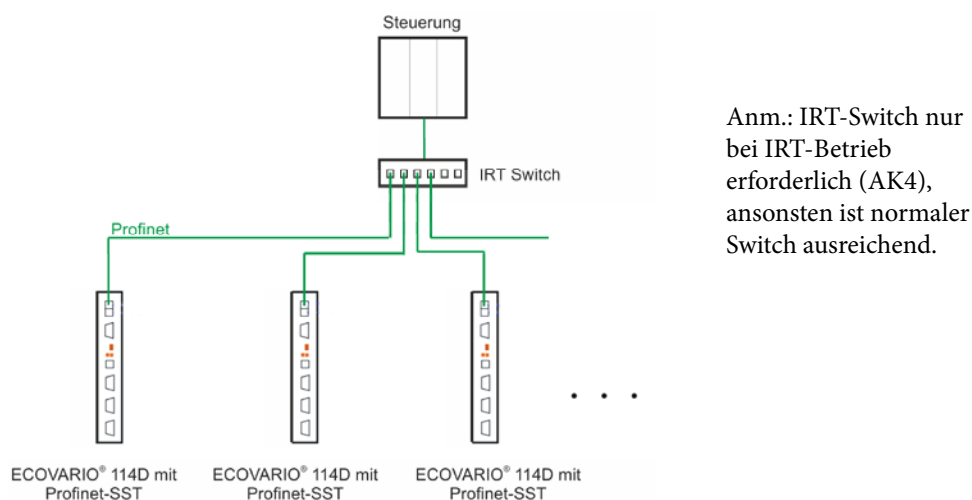 Steuerung
IRT Switch
Anm.: IRT-Switch nur
bei IRT-Betrieb
erforderlich (AK4),
ansonsten ist normaler
Switch ausreichend.
Profinet
ECOVARIO® 114D mit
Profinet-SST
ECOVARIO® 114D mit
Profinet-SST
ECOVARIO® 114D mit
Profinet-SST